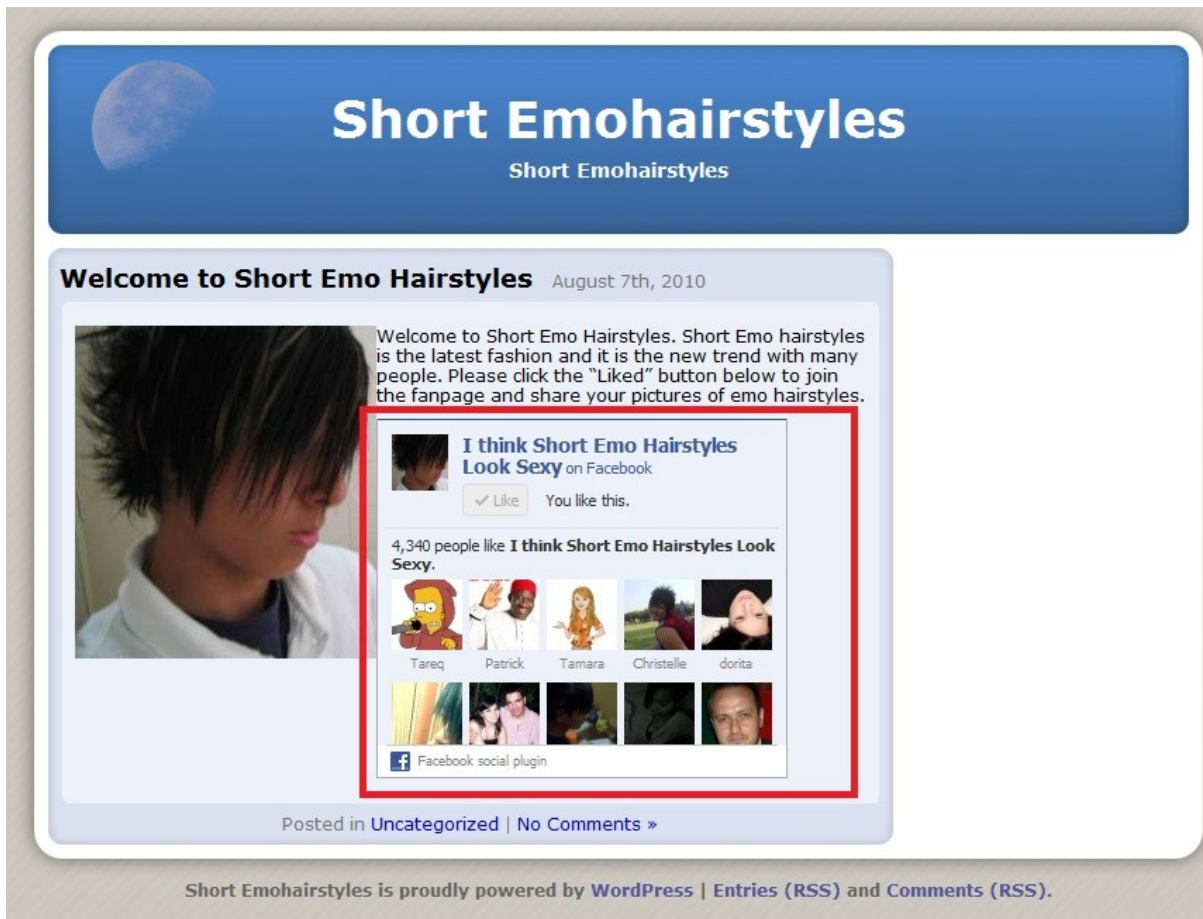 Short Emohairstyles
Short Emohairstyles
Welcome to Short Emo Hairstyles August 7th, 2010
Welcome to Short Emo Hairstyles. Short Emo hairstyles
is the latest fashion and it is the new trend with many
people. Please click the “Liked” button below to join
the fanpage and share your pictures of emo hairstyles.
I think Short Emo Hairstyles
Look Sexy on Facebook
Like You like this.
4,340 people like I think Short Emo Hairstyles Look
Sexy.
Tareq Patrick Tamara Christelle dorita
Facebook social plugin
Posted in Uncategorized | No Comments »
Short Emohairstyles is proudly powered by WordPress | Entries (RSS) and Comments (RSS).